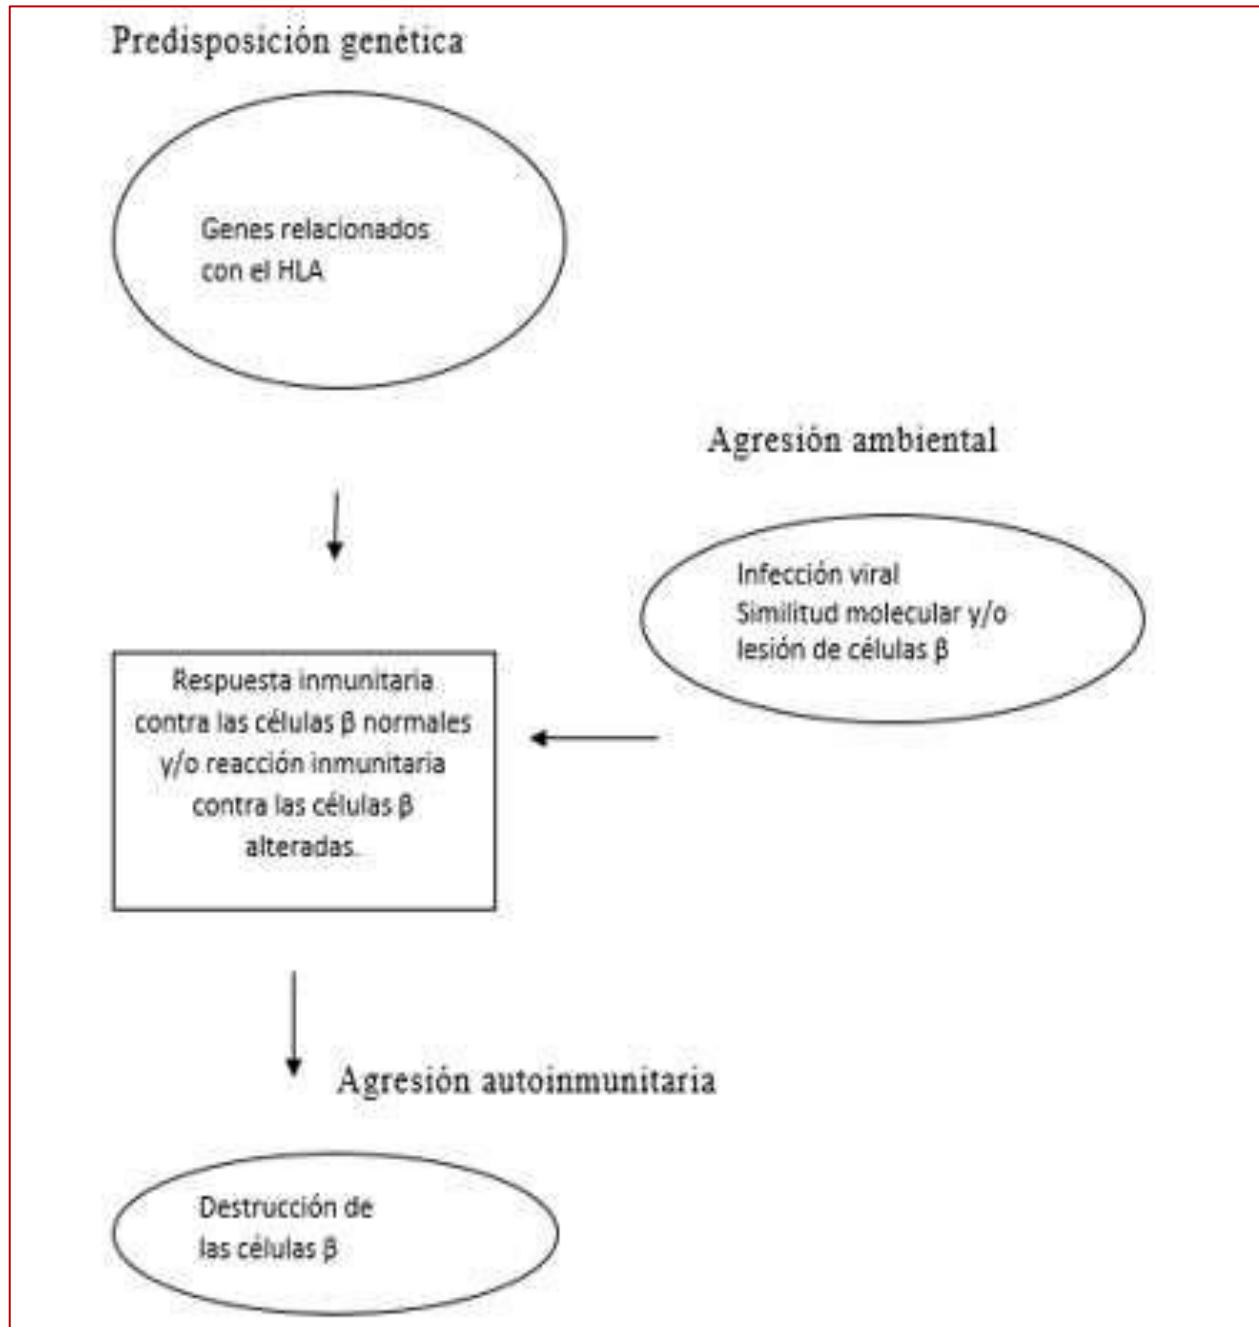 Predisposición genética
Genes relacionados
con el HLA
Agresión ambiental
Infección viral
Similitud molecular y/o
lesión de células β
Respuesta inmunitaria
contra las células β normales
y/o reacción inmunitaria
contra las células β
alteradas.
Agresión autoinmunitaria
Destrucción de
las células β